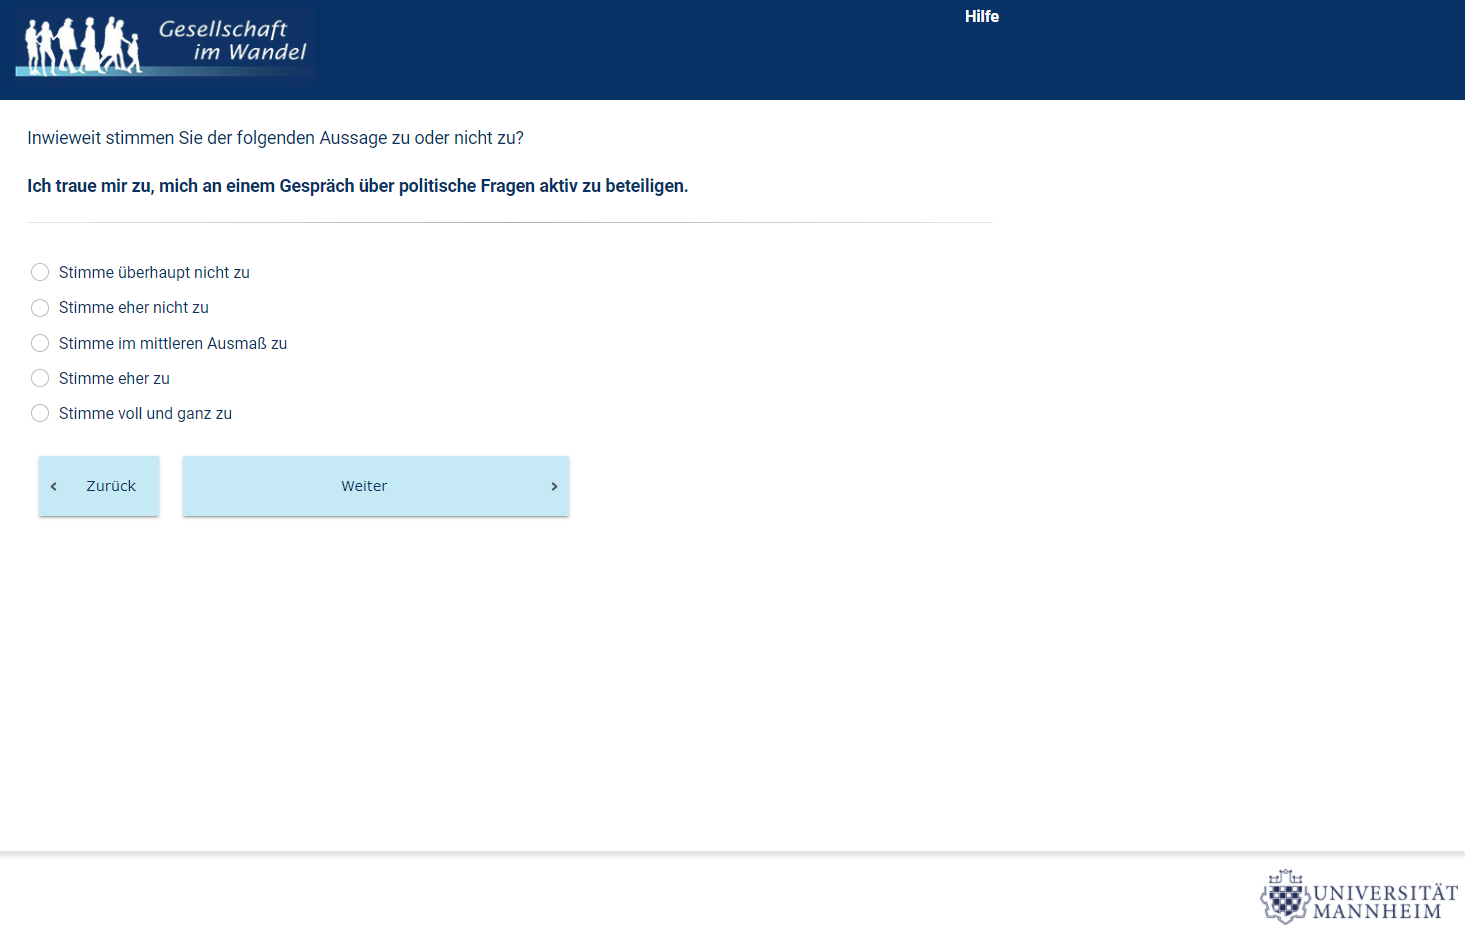 Gesellschaft
im Wandel
Hilfe
Inwieweit stimmen Sie der folgenden Aussage zu oder nicht zu?
Ich traue mir zu, mich an einem Gespräch über politische Fragen aktiv zu beteiligen.
Stimme überhaupt nicht zu
Stimme eher nicht zu
Stimme im mittleren Ausmaß zu
Stimme eher zu
Stimme voll und ganz zu
Zurück
Weiter
UNIVERSITÄT
MANNHEIM